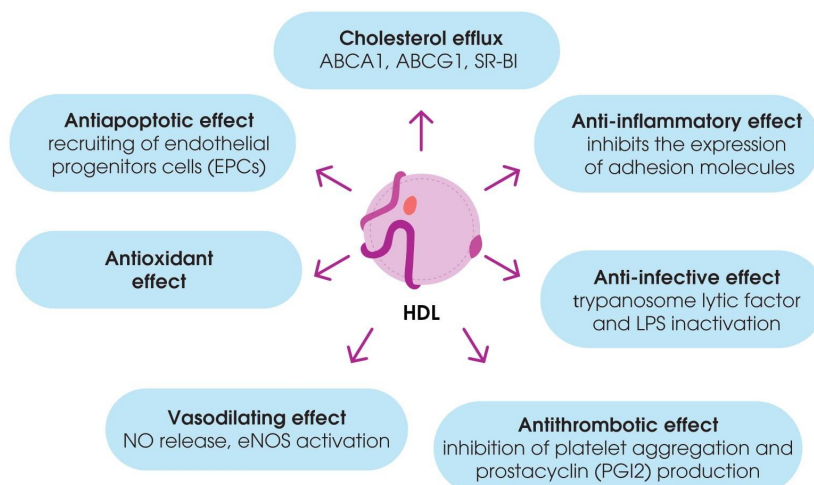 Cholesterol efflux
ABCA1, ABCG1, SR-BI
Antiapoptotic effect
recruiting of endothelial
progenitors cells (EPCs)
Anti-inflammatory effect
inhibits the expression
of adhesion molecules
Antioxidant
effect
HDL
Anti-infective effect
trypanosome lytic factor
and LPS inactivation
Vasodilating effect
NO release, eNOS activation
Antithrombotic effect
inhibition of platelet aggregation and
prostacyclin (PGI2) production